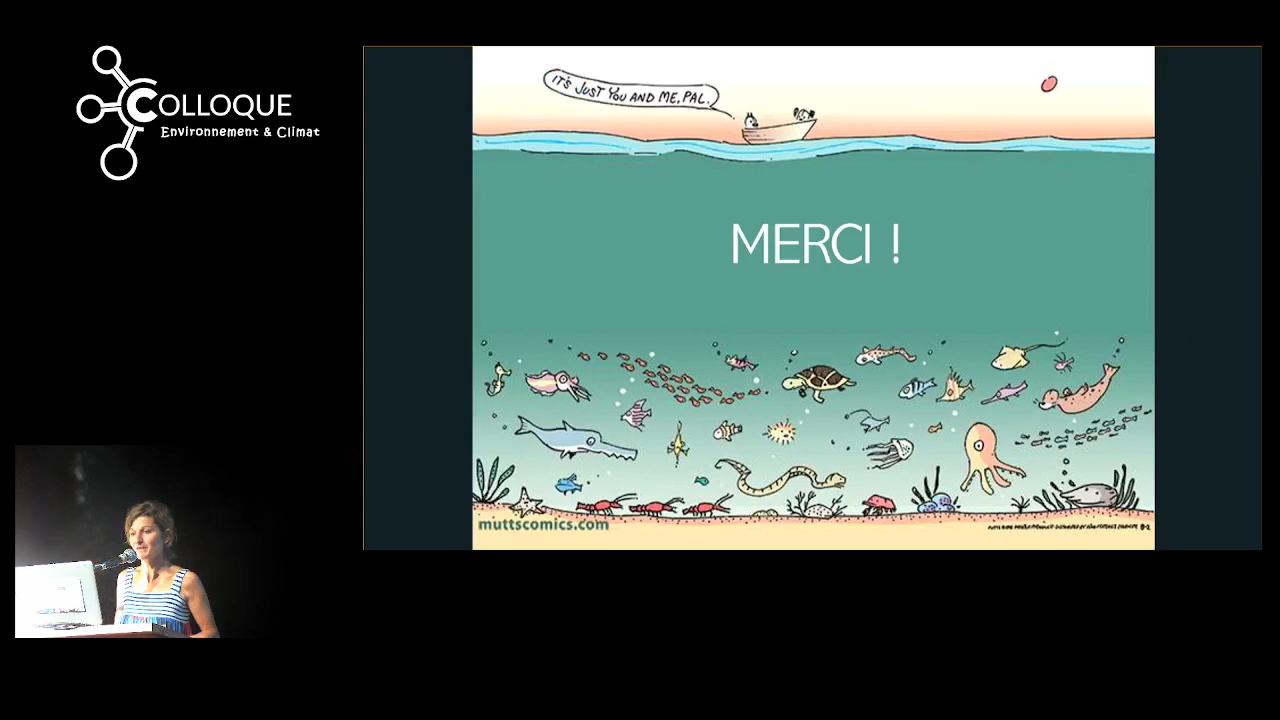 COLLOQUE
Environnement & Climat
IT'S JUST YOU AND ME, PAL.
MERCI !
muttscomics.com